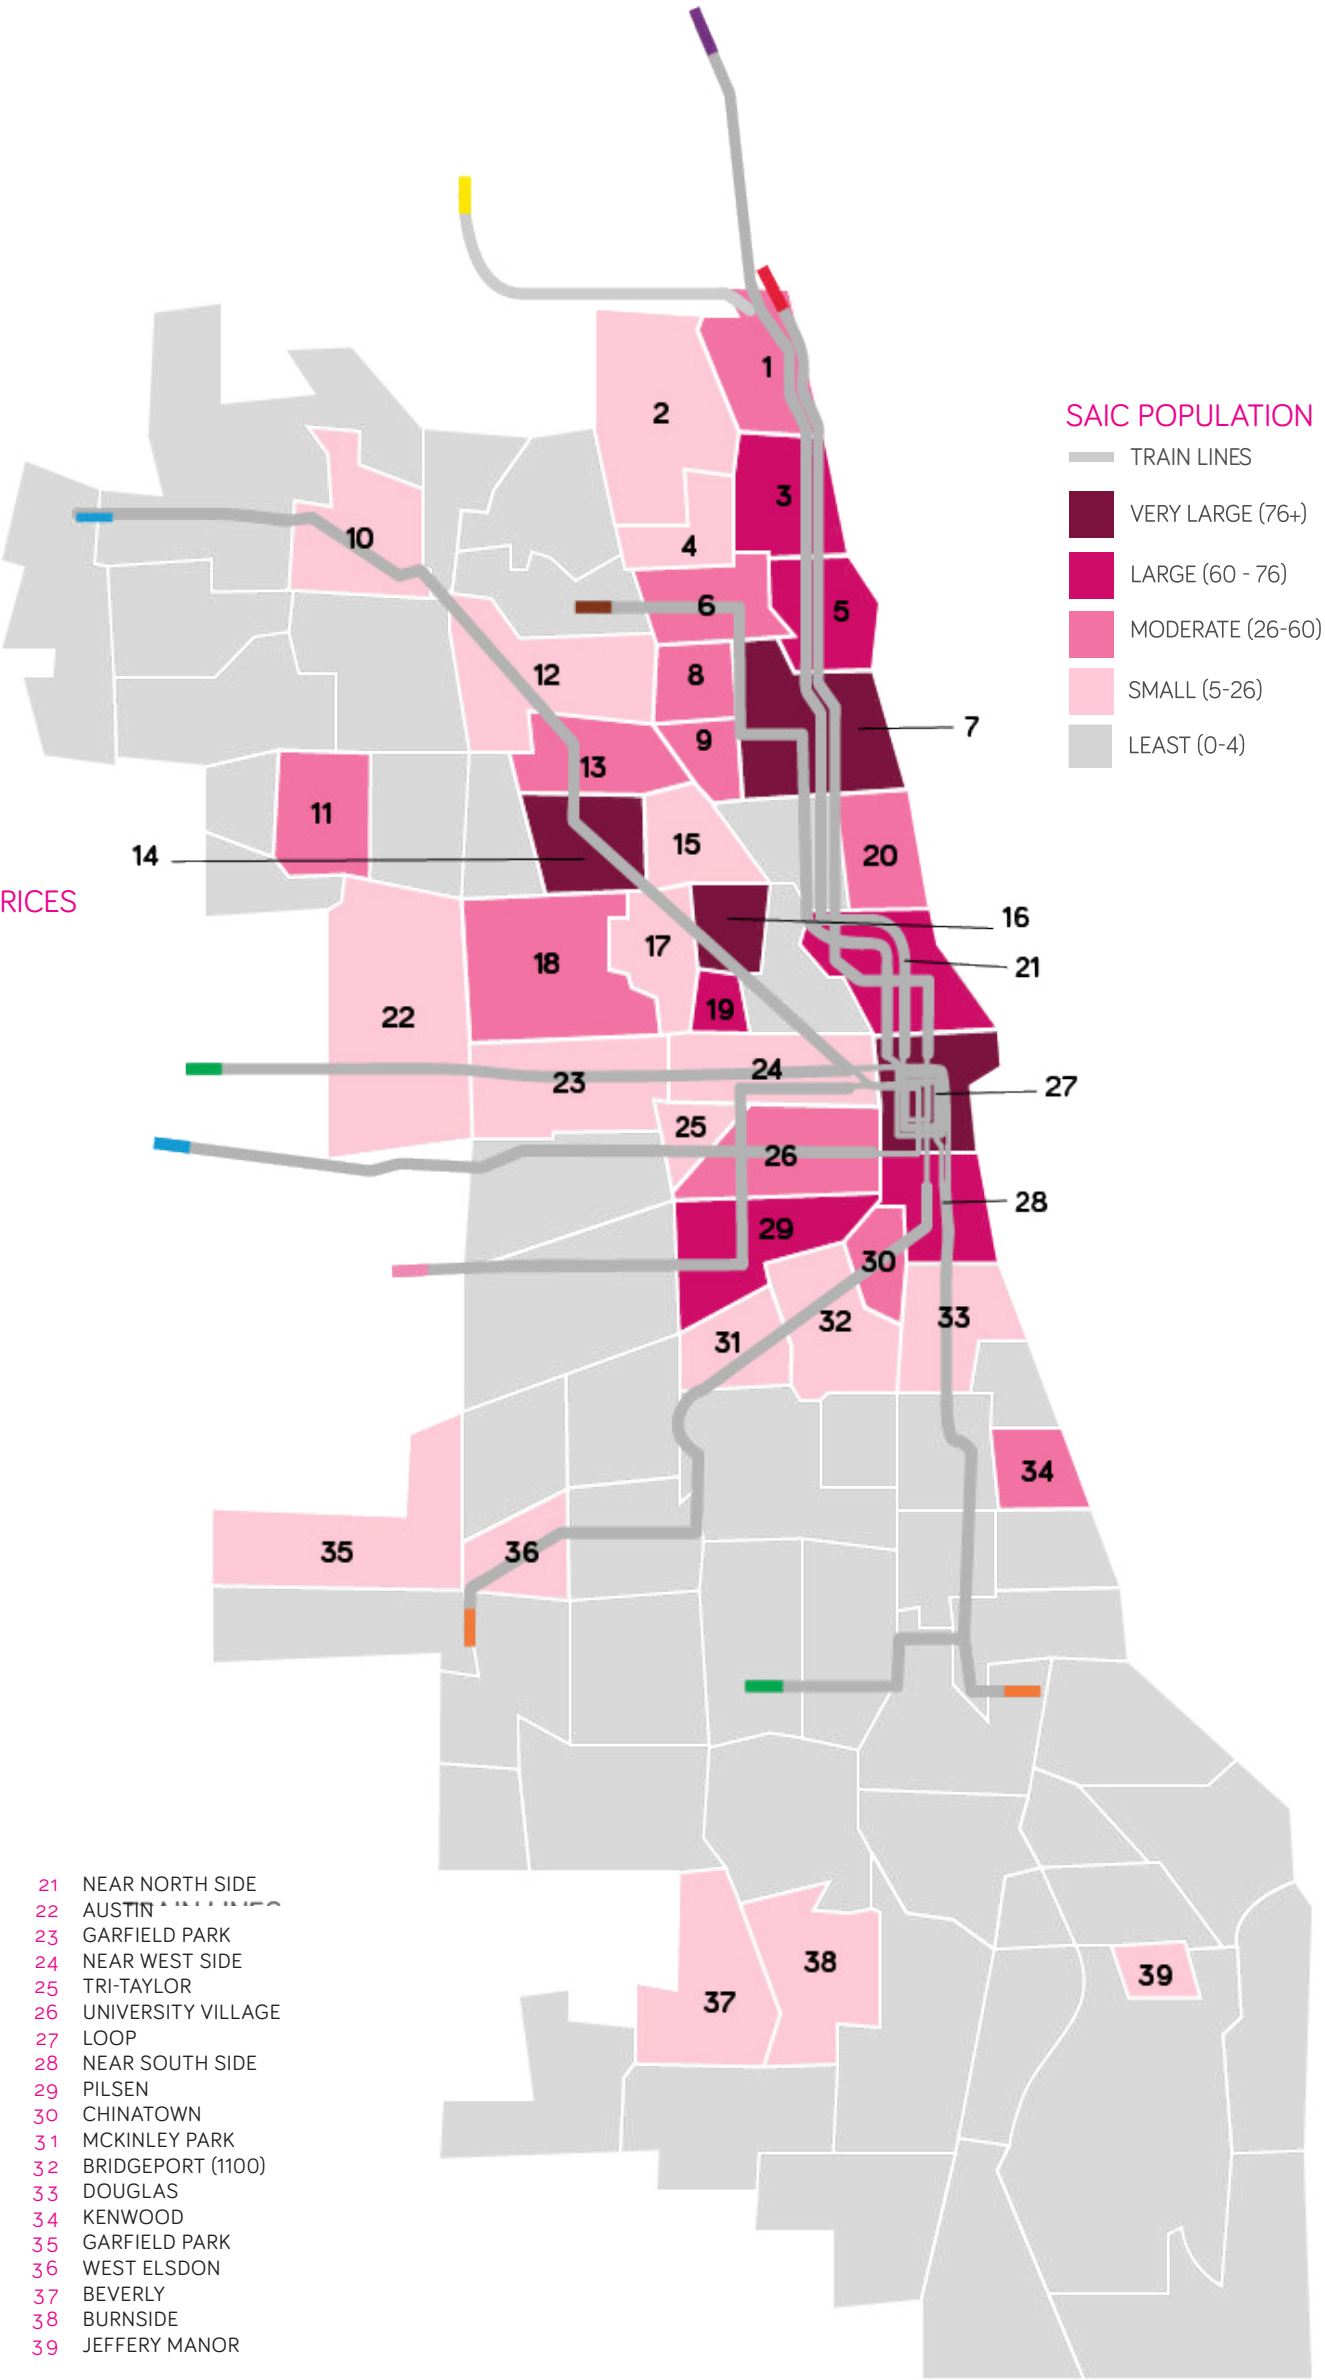 1
2
SAIC POPULATION
TRAIN LINES
3
VERY LARGE (76+)
10
4
LARGE (60 - 76)
6
5
MODERATE (26-60)
12
8
SMALL (5-26)
7
9
LEAST (0-4)
13
11
15
14
20
RICES
16
17
18
21
19
22
24
23
27
25
26
28
29
30
33
32
31
34
35
36
38
39
37
21 NEAR NORTH SIDE
22 AUSTIN
23 GARFIELD PARK
24 NEAR WEST SIDE
25 TRI-TAYLOR
26 UNIVERSITY VILLAGE
27 LOOP
28 NEAR SOUTH SIDE
29 PILSEN
30 CHINATOWN
31 MCKINLEY PARK
32 BRIDGEPORT (1100)
33 DOUGLAS
34 KENWOOD
35 GARFIELD PARK
36 WEST ELSDON
37 BEVERLY
38 BURNSIDE
39 JEFFERY MANOR